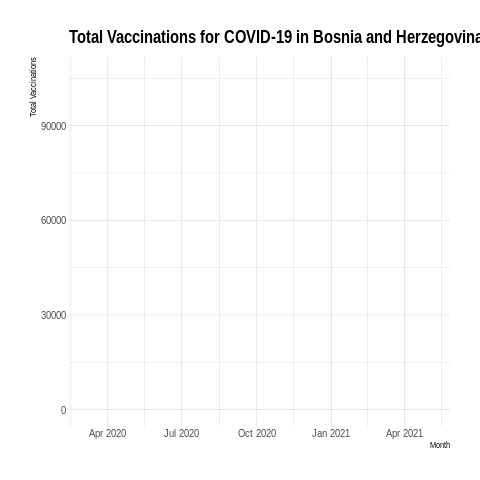 Total Vaccinations for COVID-19 in Bosnia and Herzegovina
Total Vaccinations
90000
60000
30000
0
Apr 2020 Jul 2020 Oct 2020 Jan 2021 Apr 2021
Month